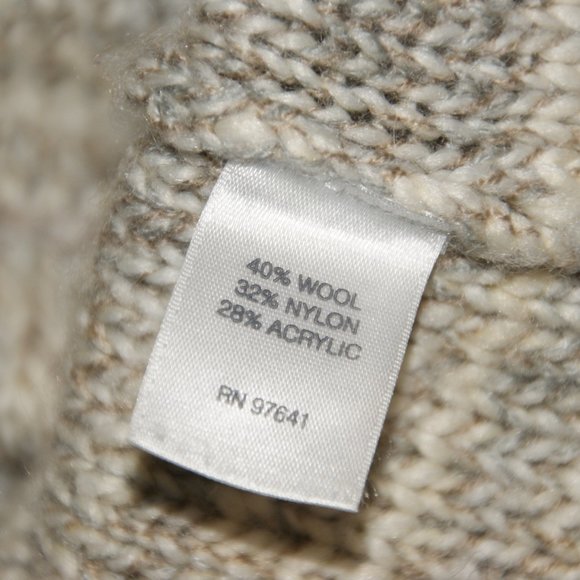 40% WOOL
32% NYLON
28% ACRYLIC
RN 97641